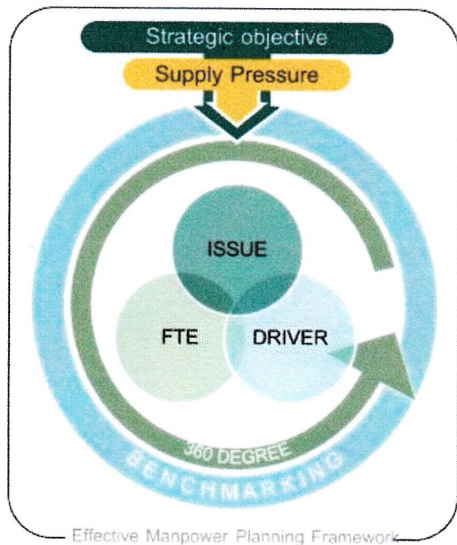 Strategic objective
Supply Pressure
ISSUE
FTE
DRIVER
360 DEGREE
BENCHMARKING
Effective Manpower Planning Framework